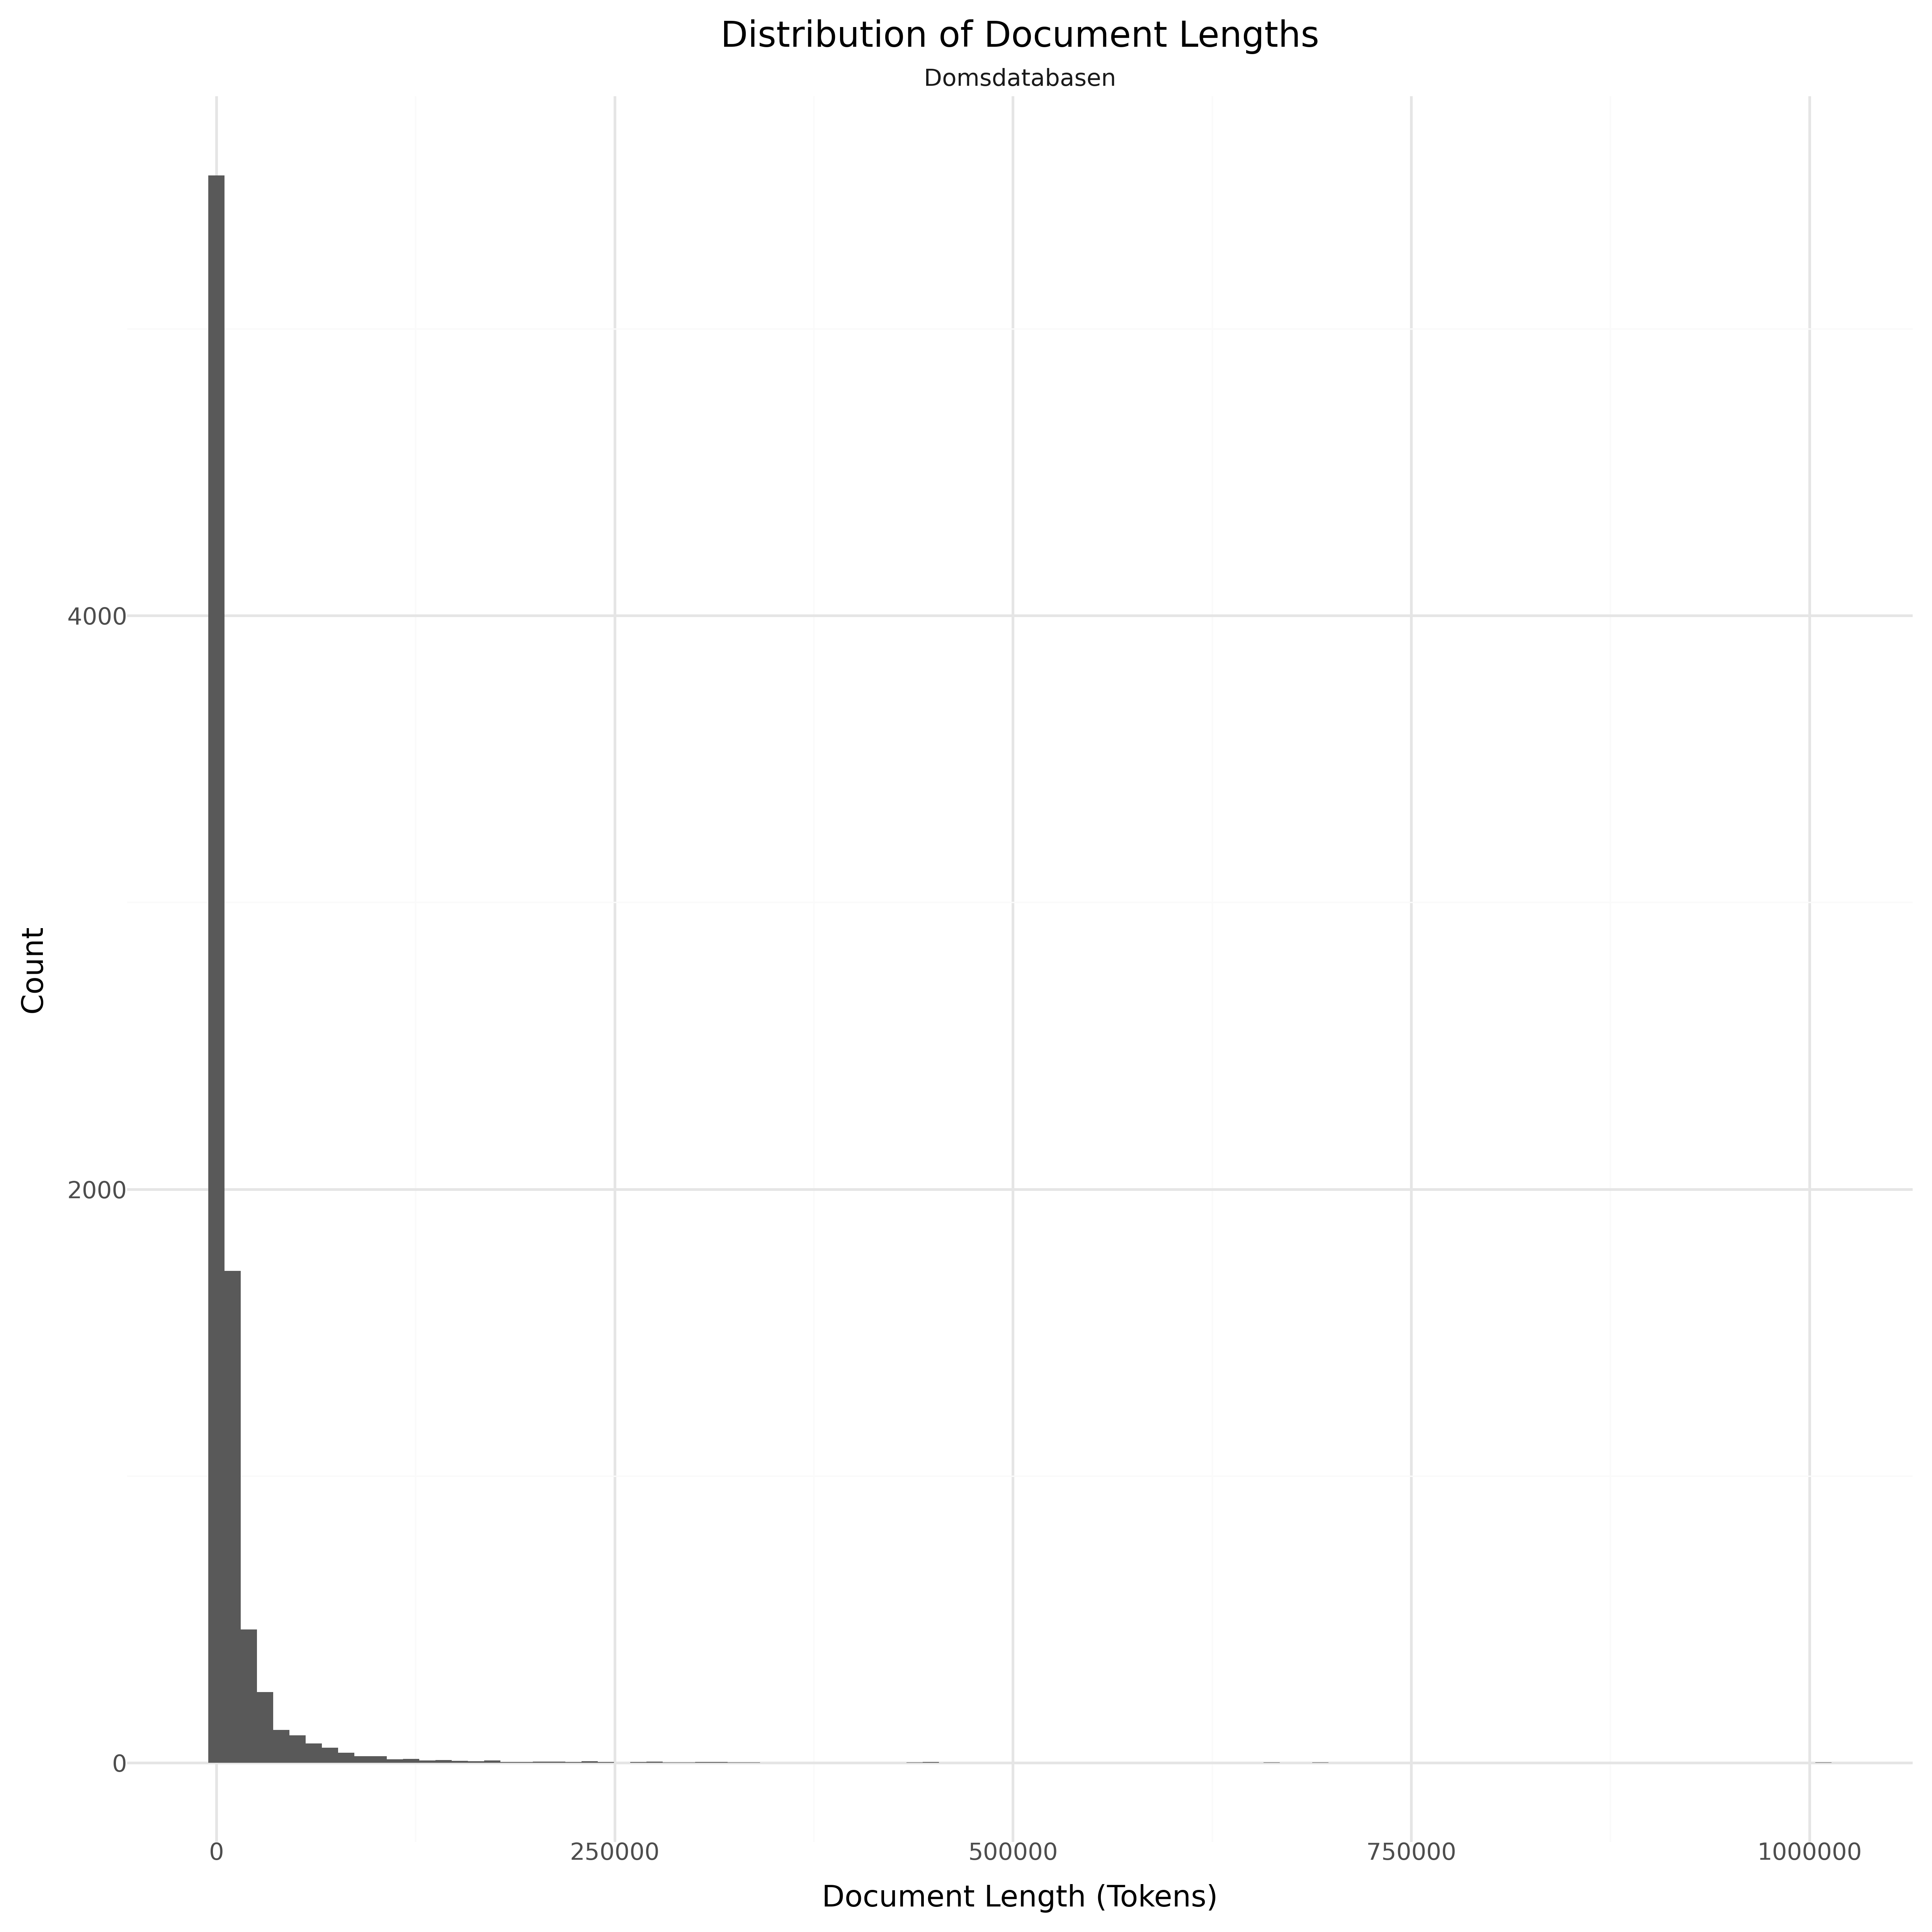 Distribution of Document Lengths
Domsdatabasen
Count
4000
2000
0
0 250000 500000 750000 1000000
Document Length (Tokens)